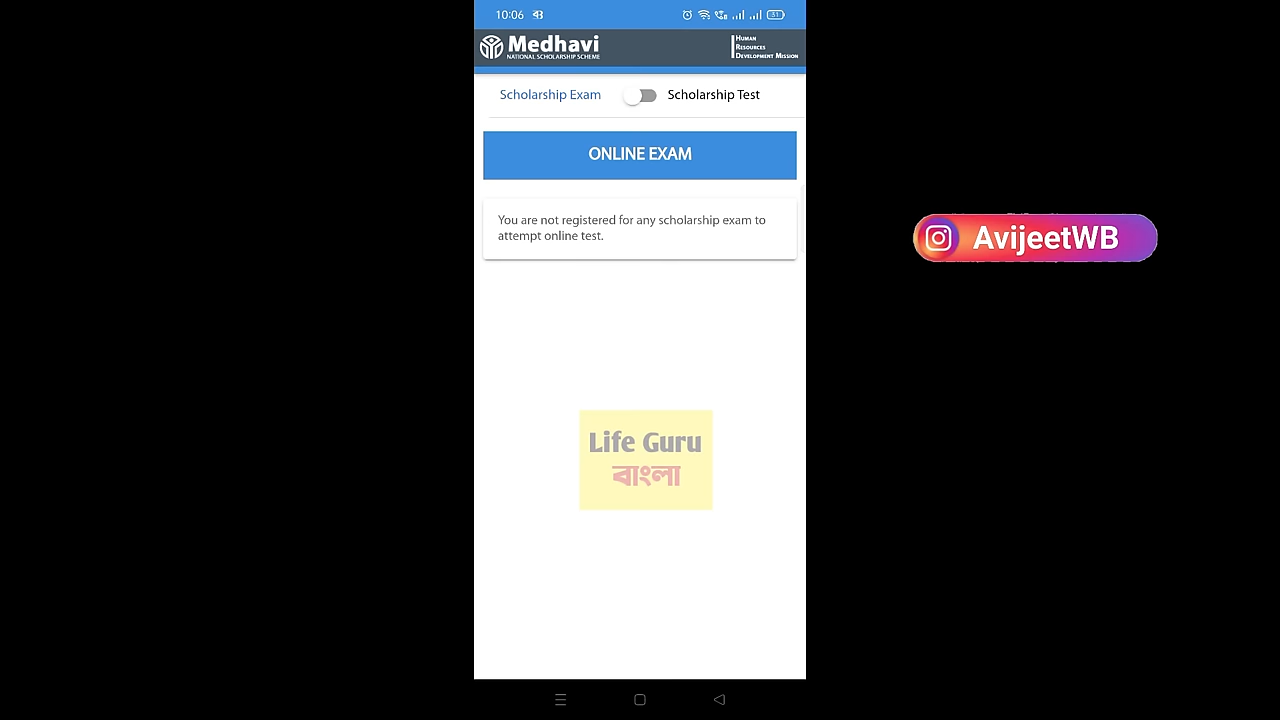 10:06
31
Medhavi
NATIONAL SCHOLARSHIP SCHEME
HUMAN
RESOURCES
DEVELOPMENT MISSION
Scholarship Exam
Scholarship Test
ONLINE EXAM
You are not registered for any scholarship exam to
attempt online test.
AvijeetWB
Life Guru
বাংলা